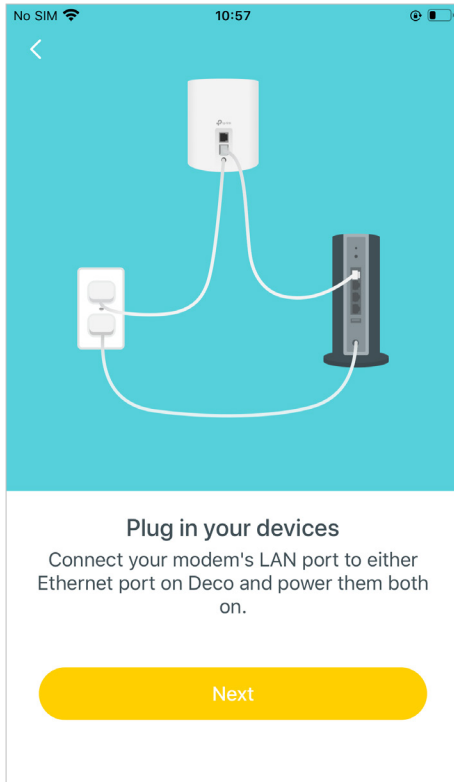 No SIM 10:57
Plug in your devices
Connect your modem's LAN port to either
Ethernet port on Deco and power them both
on.
Next